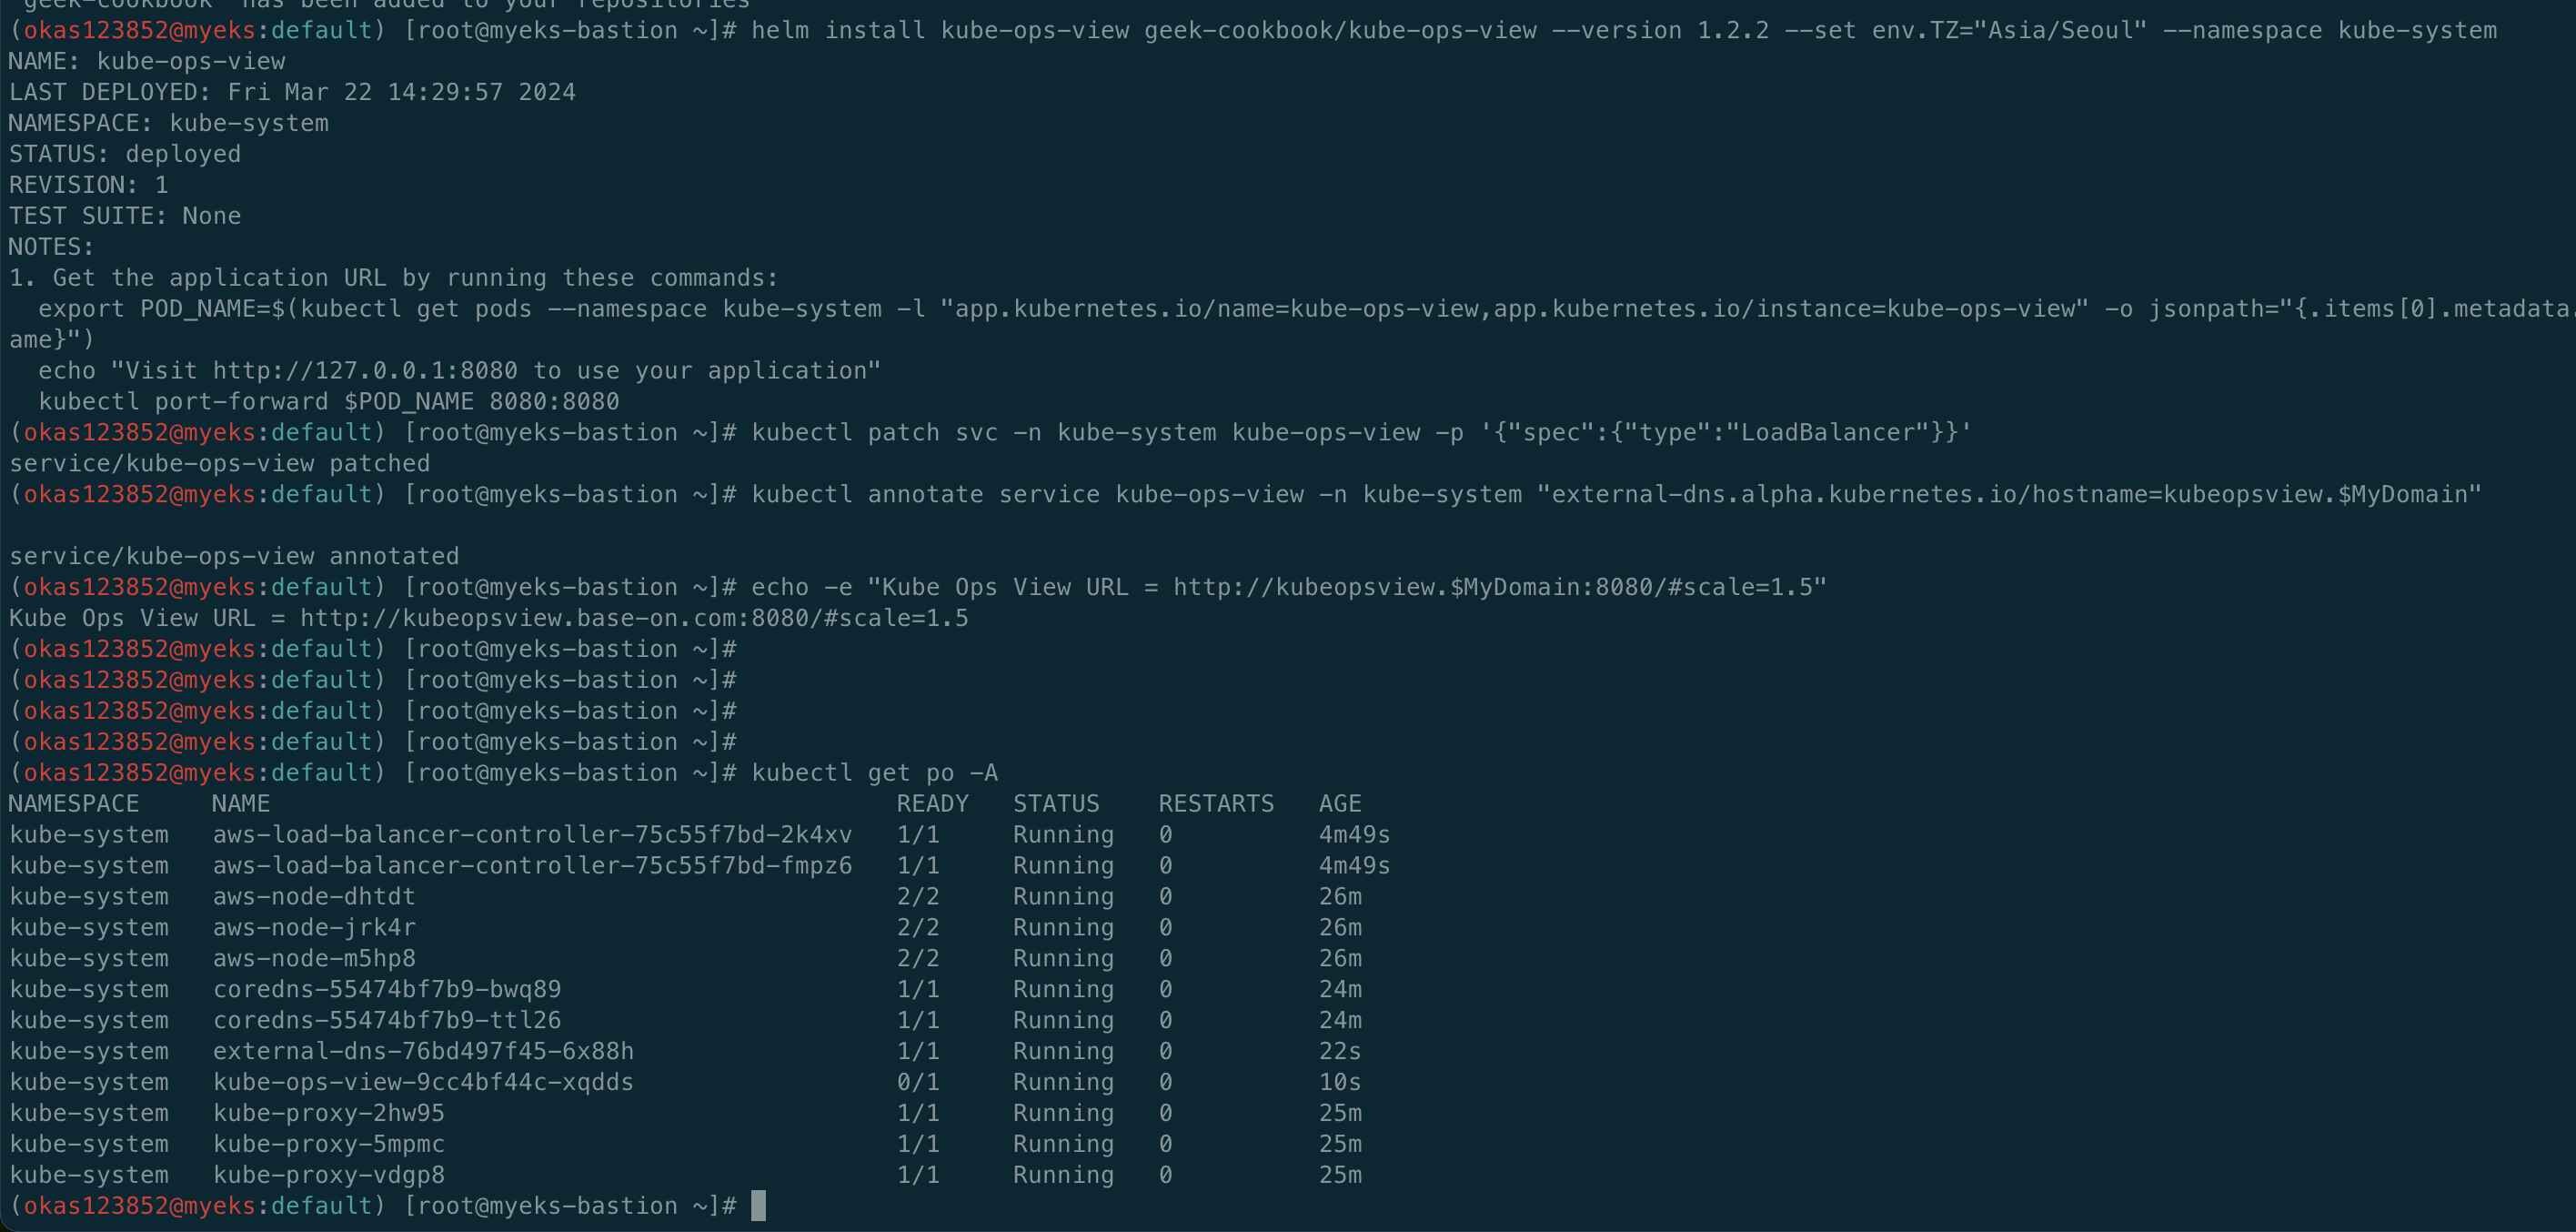 "geek-cookbook" has been added to your repositories
(okas123852@myeks:default) [root@myeks-bastion ~]# helm install kube-ops-view geek-cookbook/kube-ops-view --version 1.2.2 --set env.TZ="Asia/Seoul" --namespace kube-system
NAME: kube-ops-view
LAST DEPLOYED: Fri Mar 22 14:29:57 2024
NAMESPACE: kube-system
STATUS: deployed
REVISION: 1
TEST SUITE: None
NOTES:
1. Get the application URL by running these commands:
  export POD_NAME=$(kubectl get pods --namespace kube-system -l "app.kubernetes.io/name=kube-ops-view,app.kubernetes.io/instance=kube-ops-view" -o jsonpath="{.items[0].metadata.
ame}")
  echo "Visit http://127.0.0.1:8080 to use your application"
  kubectl port-forward $POD_NAME 8080:8080
(okas123852@myeks:default) [root@myeks-bastion ~]# kubectl patch svc -n kube-system kube-ops-view -p '{"spec":{"type":"LoadBalancer"}}'
service/kube-ops-view patched
(okas123852@myeks:default) [root@myeks-bastion ~]# kubectl annotate service kube-ops-view -n kube-system "external-dns.alpha.kubernetes.io/hostname=kubeopsview.$MyDomain"
service/kube-ops-view annotated
(okas123852@myeks:default) [root@myeks-bastion ~]# echo -e "Kube Ops View URL = http://kubeopsview.$MyDomain:8080/#scale=1.5"
Kube Ops View URL = http://kubeopsview.base-on.com:8080/#scale=1.5
(okas123852@myeks:default) [root@myeks-bastion ~]#
(okas123852@myeks:default) [root@myeks-bastion ~]#
(okas123852@myeks:default) [root@myeks-bastion ~]#
(okas123852@myeks:default) [root@myeks-bastion ~]#
(okas123852@myeks:default) [root@myeks-bastion ~]# kubectl get po -A
NAMESPACE     NAME                                           READY   STATUS    RESTARTS   AGE
kube-system   aws-load-balancer-controller-75c55f7bd-2k4xv   1/1     Running   0          4m49s
kube-system   aws-load-balancer-controller-75c55f7bd-fmpz6   1/1     Running   0          4m49s
kube-system   aws-node-dhtdt                                 2/2     Running   0          26m
kube-system   aws-node-jrk4r                                 2/2     Running   0          26m
kube-system   aws-node-m5hp8                                 2/2     Running   0          26m
kube-system   coredns-55474bf7b9-bwq89                       1/1     Running   0          24m
kube-system   coredns-55474bf7b9-ttl26                       1/1     Running   0          24m
kube-system   external-dns-76bd497f45-6x88h                  1/1     Running   0          22s
kube-system   kube-ops-view-9cc4bf44c-xqdds                  0/1     Running   0          10s
kube-system   kube-proxy-2hw95                               1/1     Running   0          25m
kube-system   kube-proxy-5mpmc                               1/1     Running   0          25m
kube-system   kube-proxy-vdgp8                               1/1     Running   0          25m
(okas123852@myeks:default) [root@myeks-bastion ~]#